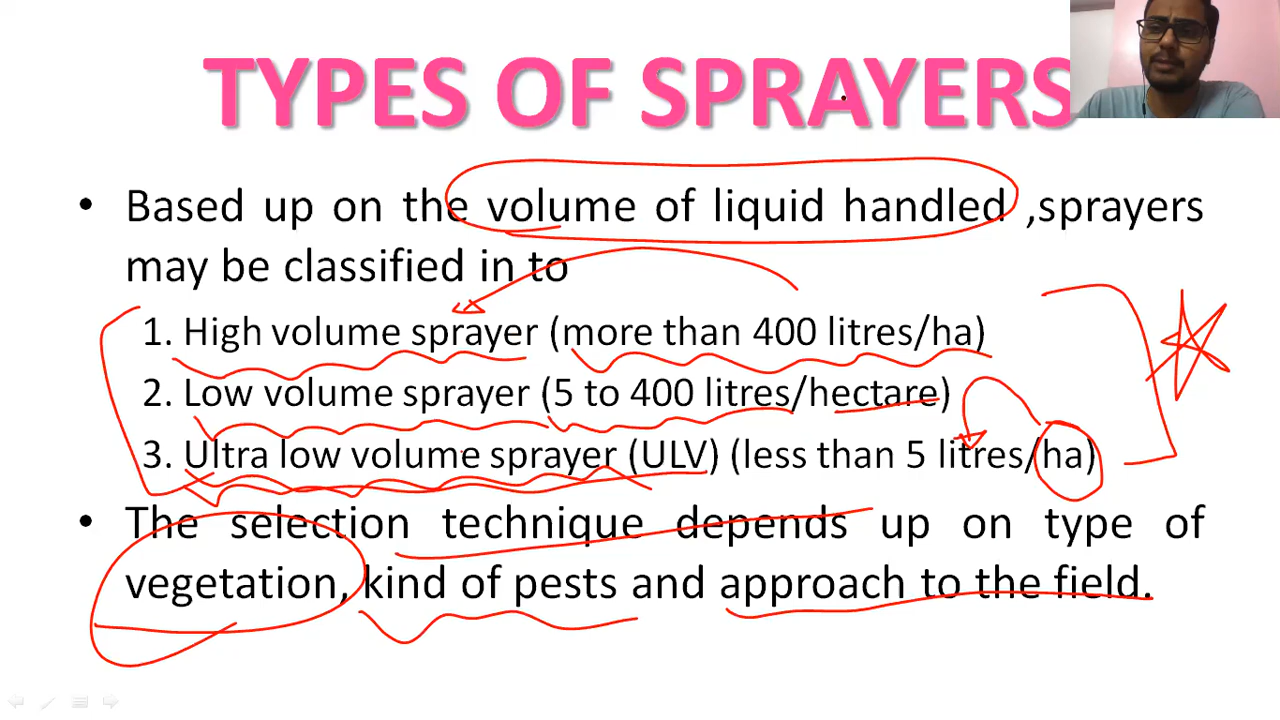 TYPES OF SPRAYERS
• Based up on the volume of liquid handled ,sprayers
may be classified in to
1. High volume sprayer (more than 400 litres/ha)
2. Low volume sprayer (5 to 400 litres/hectare)
3. Ultra low volume sprayer (ULV) (less than 5 litres/ha)
• The selection technique depends up on type of
vegetation, kind of pests and approach to the field.